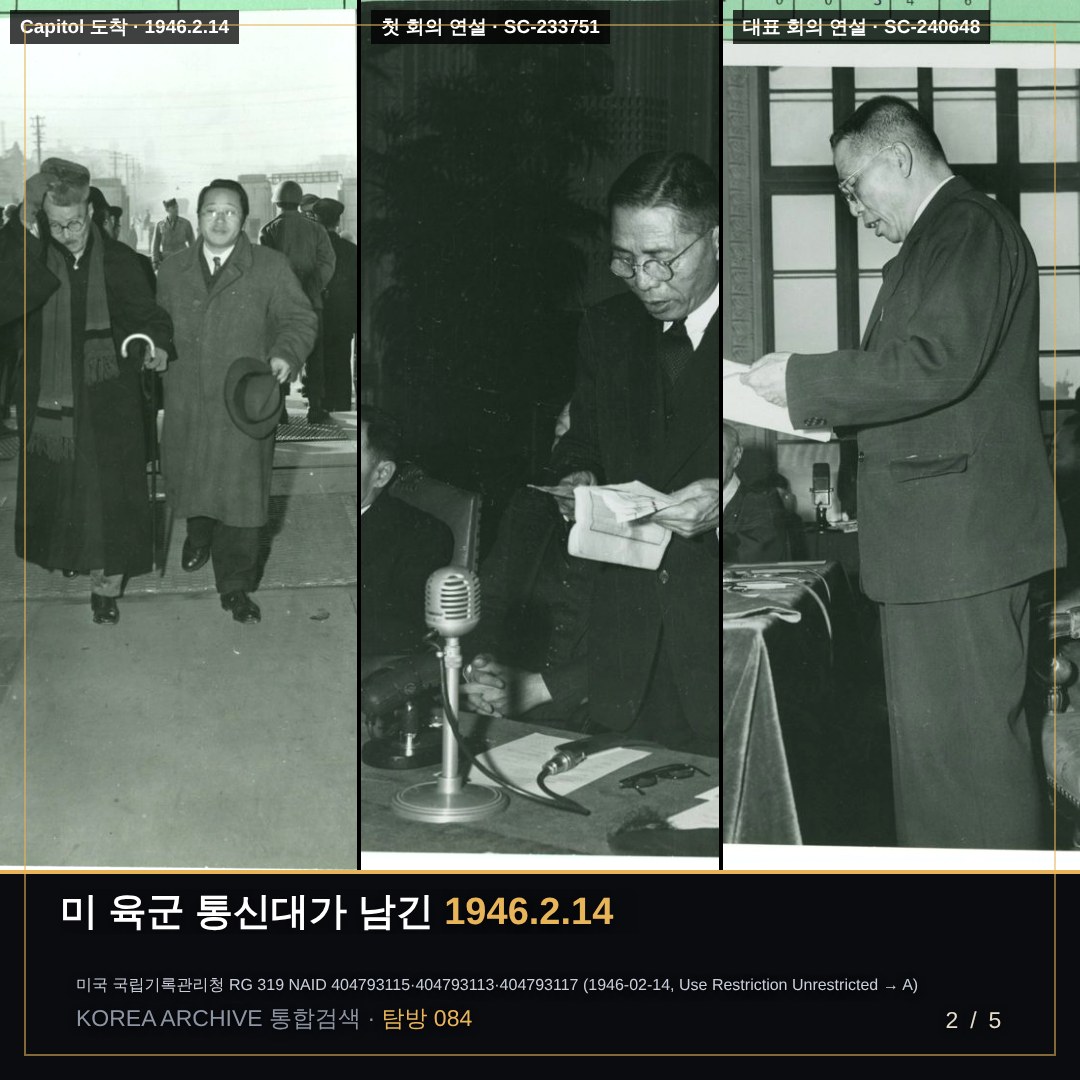 Capitol 도착 · 1946.2.14
첫 회의 연설 · SC-233751
대표 회의 연설 · SC-240648
미 육군 통신대가 남긴 1946.2.14
미국 국립기록관리청 RG 319 NAID 404793115·404793113·404793117 (1946-02-14, Use Restriction Unrestricted → A)
KOREA ARCHIVE 통합검색 · 탐방 084
2 / 5